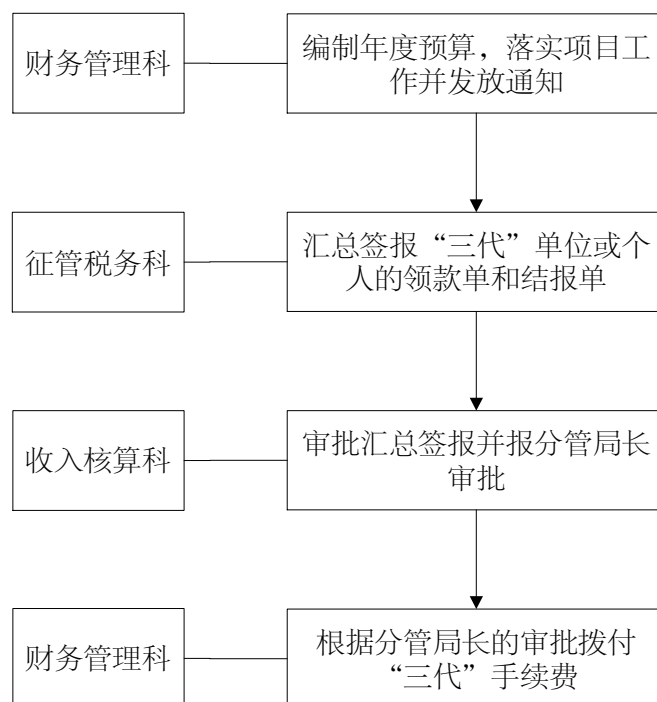 财务管理科
编制年度预算，落实项目工
作并发放通知
征管税务科
汇总签报“三代”单位或个
人的领款单和结报单
收入核算科
审批汇总签报并报分管局长
审批
财务管理科
根据分管局长的审批拨付
“三代”手续费